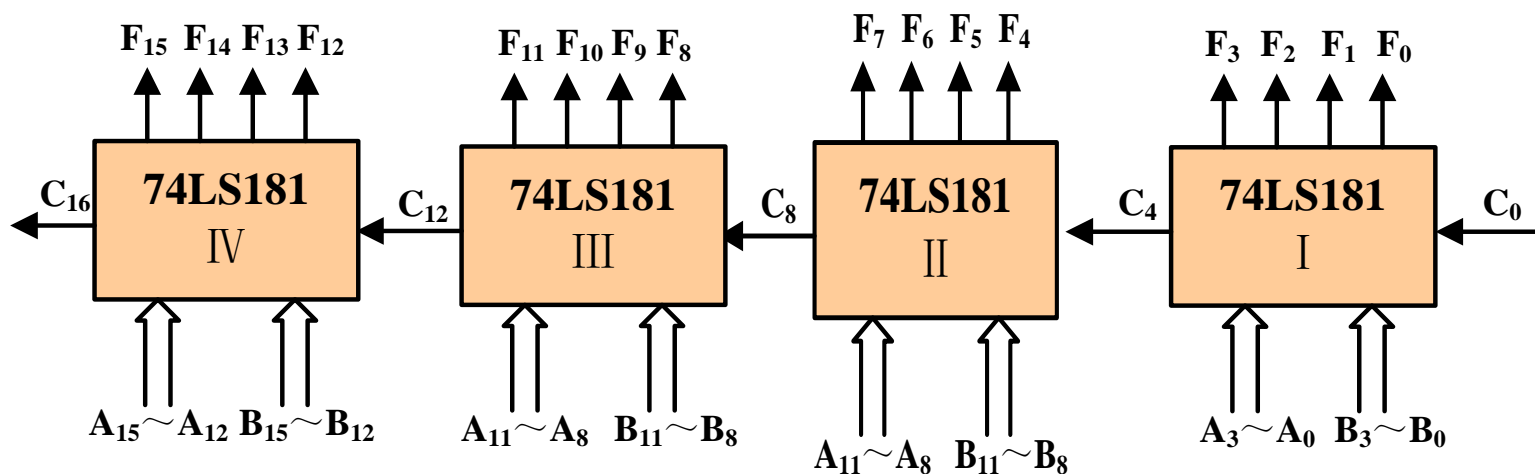 F₁₅ F₁₄ F₁₃ F₁₂ F₁₁ F₁₀ F₉ F₈ F₇ F₆ F₅ F₄ F₃ F₂ F₁ F₀
C₁₆ 74LS181 C₁₂ 74LS181 C₈ 74LS181 C₄ 74LS181 C₀
Ⅳ Ⅲ Ⅱ Ⅰ
A₁₅～A₁₂ B₁₅～B₁₂ A₁₁～A₈ B₁₁～B₈ A₁₁～A₈ B₁₁～B₈ A₃～A₀ B₃～B₀